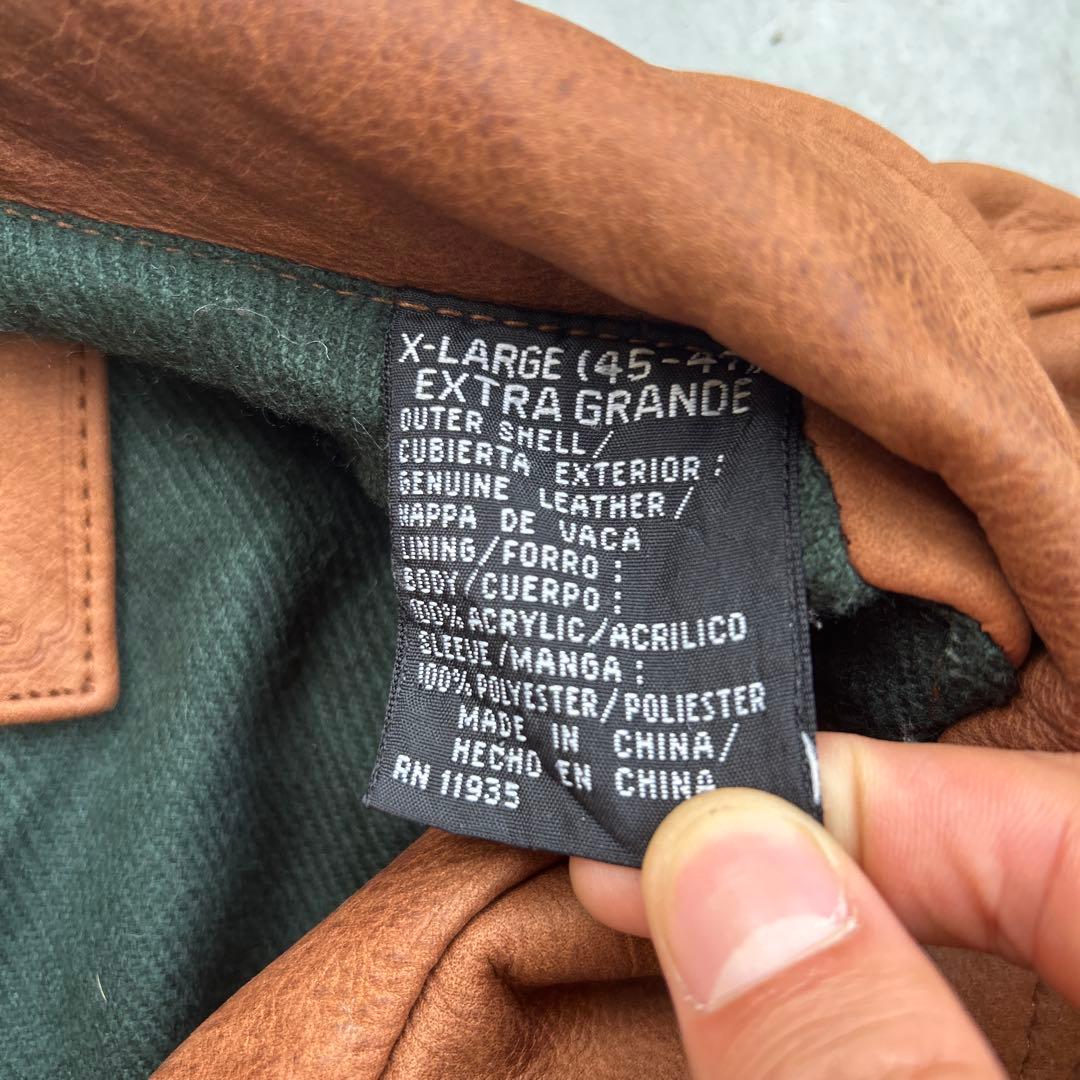 X-LARGE (45-47)
EXTRA GRANDE
OUTER SHELL/
CUBIERTA EXTERIOR:
GENUINE LEATHER/
NAPPA DE VACA
LINING/FORRO:
BODY/CUERPO:
100% ACRYLIC/ACRILICO
SLEEVE/MANGA:
100% POLYESTER/POLIESTER
MADE IN CHINA/
HECHO EN CHINA
RN 11935